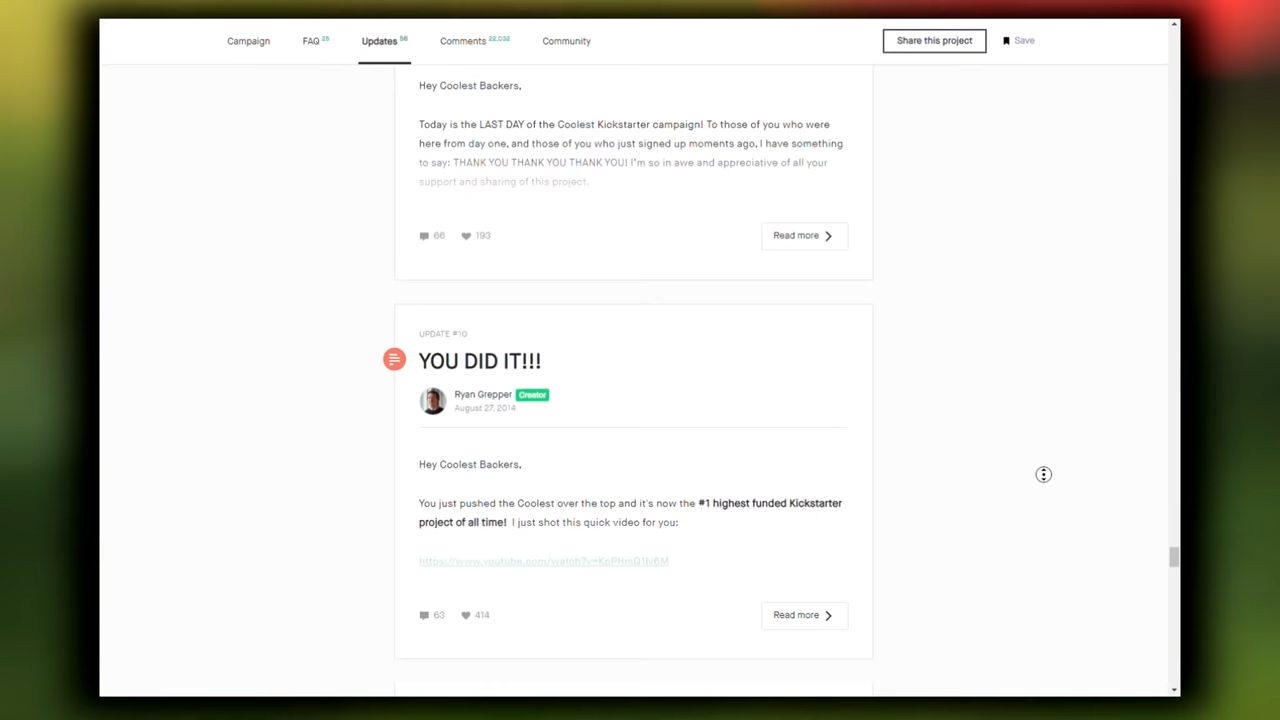 Campaign FAQ 25 Updates 56 Comments 22,032 Community Share this project Save
Hey Coolest Backers,
Today is the LAST DAY of the Coolest Kickstarter campaign! To those of you who were
here from day one, and those of you who just signed up moments ago, I have something
to say: THANK YOU THANK YOU THANK YOU! I'm so in awe and appreciative of all your
support and sharing of this project.
66 193 Read more
UPDATE #10
YOU DID IT!!!
Ryan Grepper Creator
August 27, 2014
Hey Coolest Backers,
You just pushed the Coolest over the top and it's now the #1 highest funded Kickstarter
project of all time! I just shot this quick video for you:
63 414 Read more